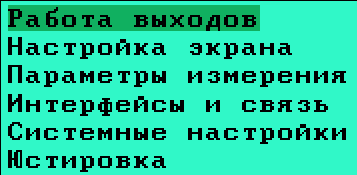 Работа выходов
Настройка экрана
Параметры измерения
Интерфейсы и связь
Системные настройки
Юстировка